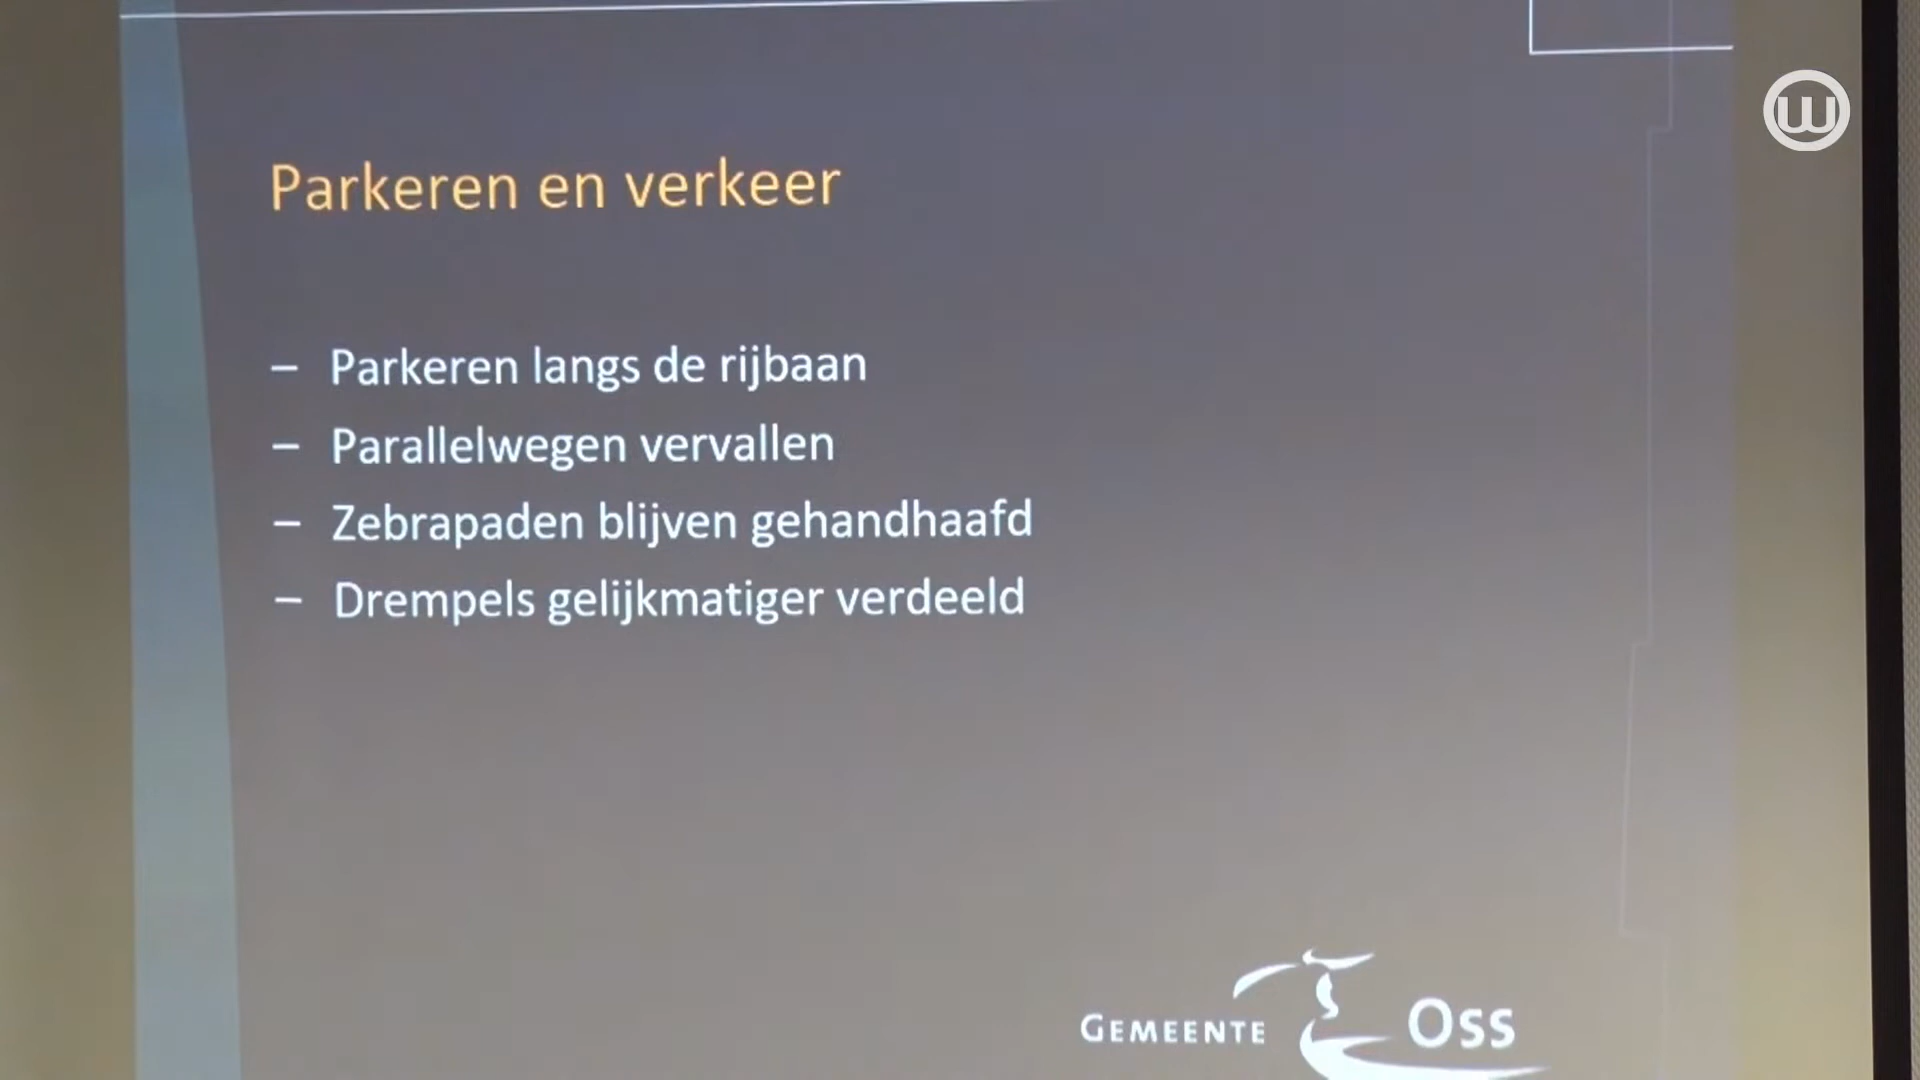 Parkeren en verkeer
– Parkeren langs de rijbaan
– Parallelwegen vervallen
– Zebrapaden blijven gehandhaafd
– Drempels gelijkmatiger verdeeld
GEMEENTE OSS
W